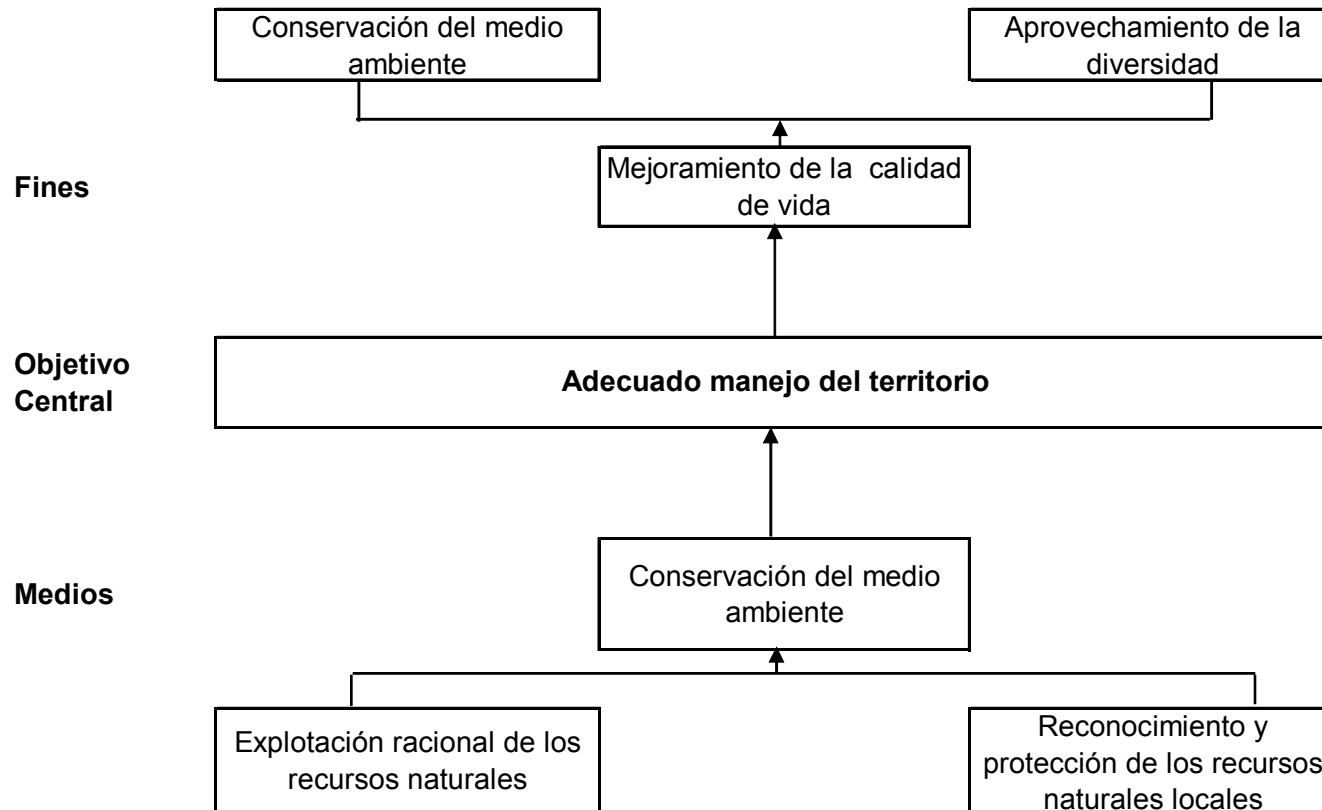 Conservación del medio
ambiente
Aprovechamiento de la
diversidad
Fines
Mejoramiento de la calidad
de vida
Objetivo
Central
Adecuado manejo del territorio
Medios
Conservación del medio
ambiente
Explotación racional de los
recursos naturales
Reconocimiento y
protección de los recursos
naturales locales